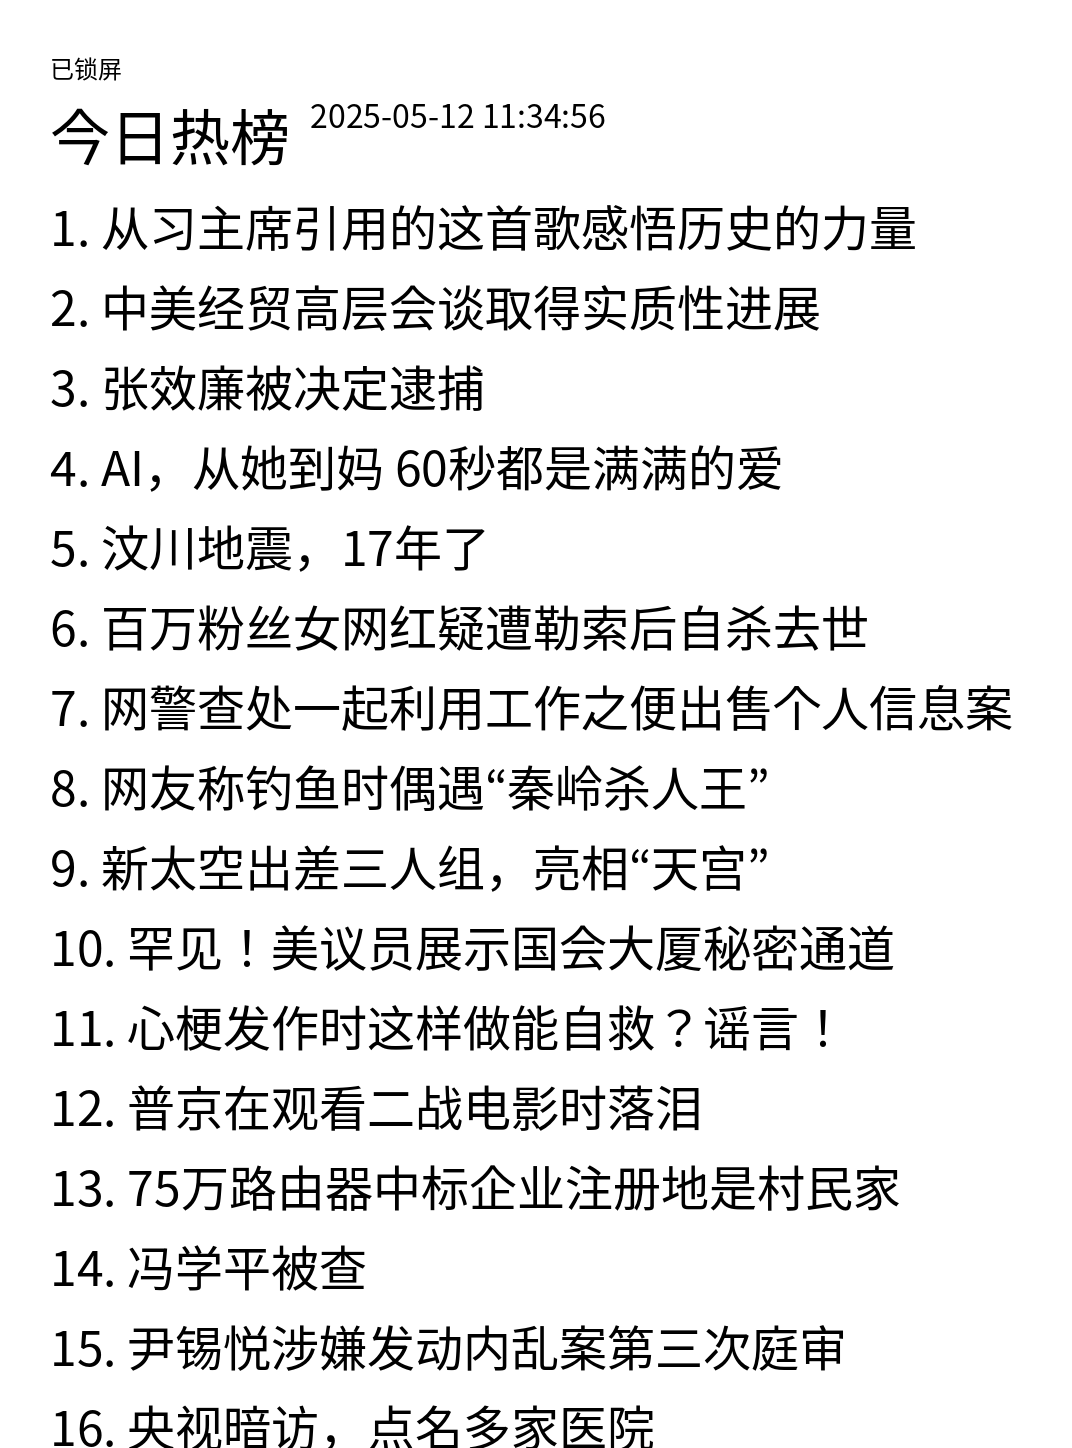 已锁屏
今日热榜 2025-05-12 11:34:56
1. 从习主席引用的这首歌感悟历史的力量
2. 中美经贸高层会谈取得实质性进展
3. 张效廉被决定逮捕
4. AI，从她到妈 60秒都是满满的爱
5. 汶川地震，17年了
6. 百万粉丝女网红疑遭勒索后自杀去世
7. 网警查处一起利用工作之便出售个人信息案
8. 网友称钓鱼时偶遇“秦岭杀人王”
9. 新太空出差三人组，亮相“天宫”
10. 罕见！美议员展示国会大厦秘密通道
11. 心梗发作时这样做能自救？谣言！
12. 普京在观看二战电影时落泪
13. 75万路由器中标企业注册地是村民家
14. 冯学平被查
15. 尹锡悦涉嫌发动内乱案第三次庭审
16. 央视暗访，点名多家医院